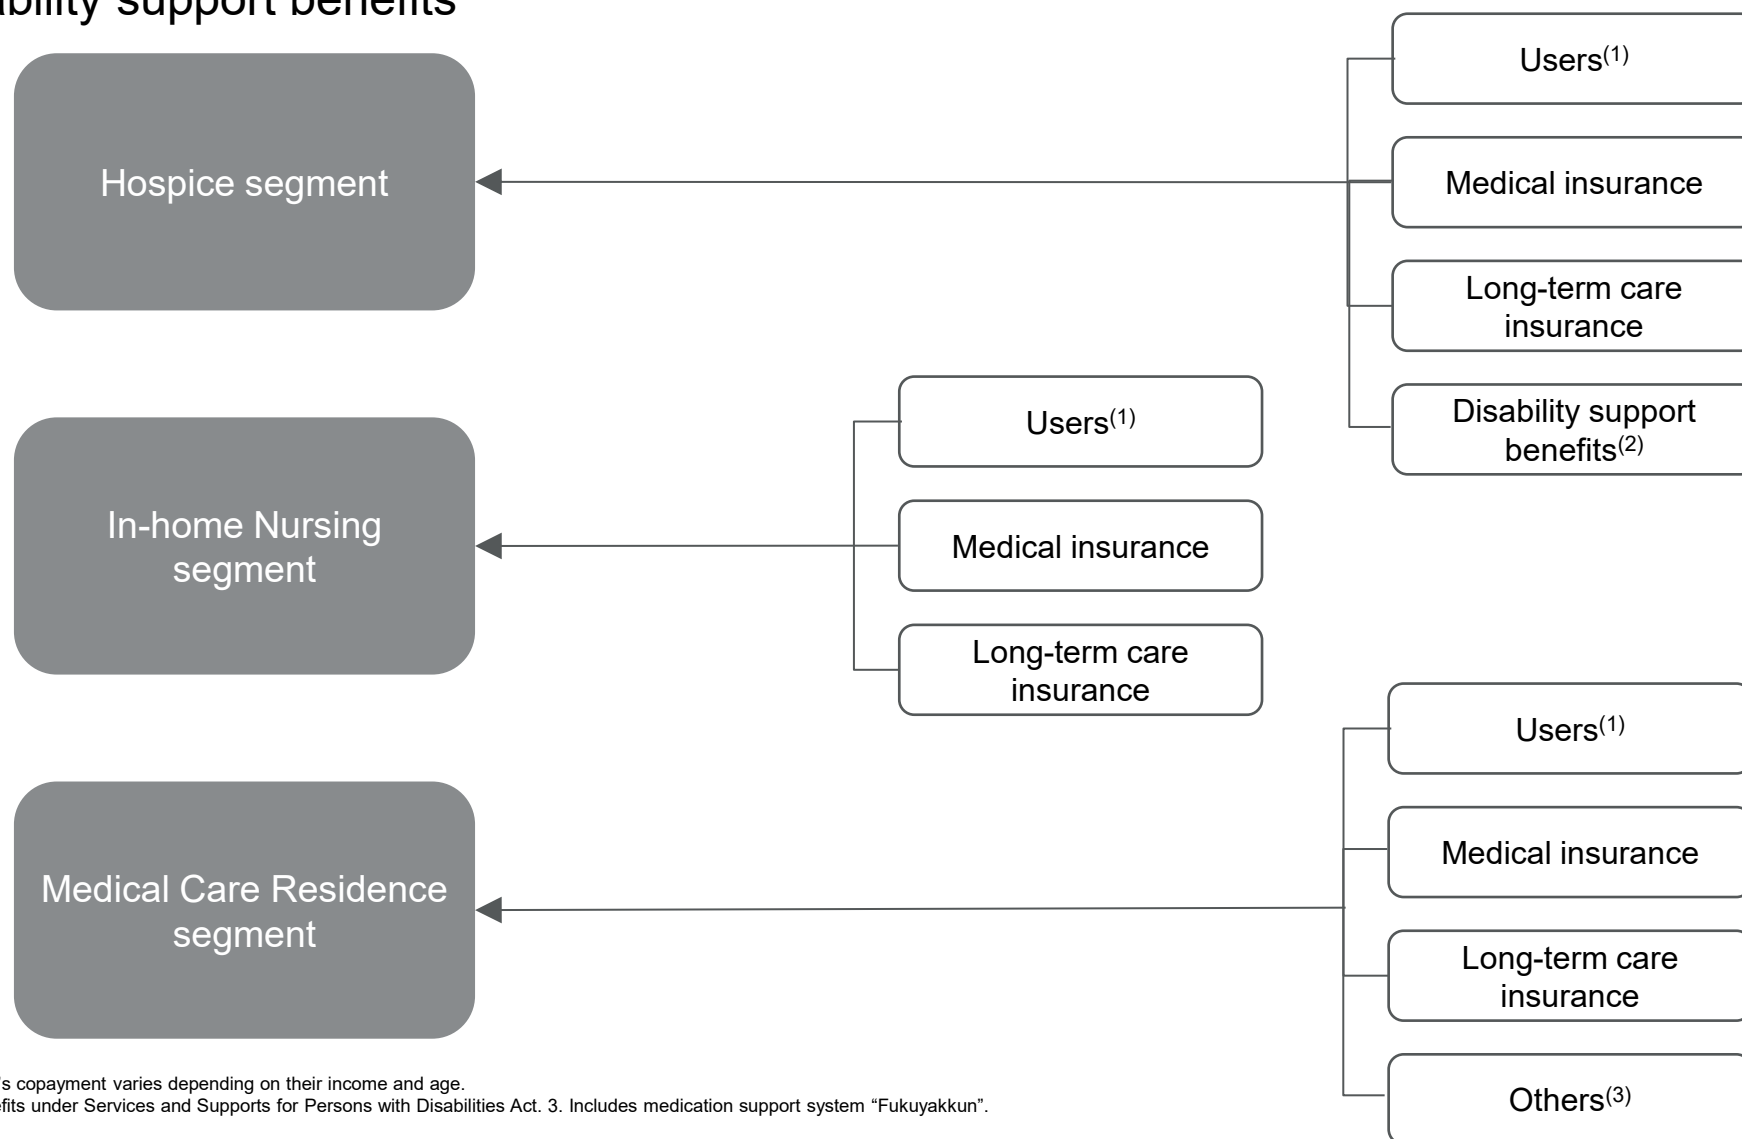 support benefits
Hospice segment
Users(1)
Medical insurance
Long-term care
insurance
Disability support
benefits(2)
In-home Nursing
segment
Users(1)
Medical insurance
Long-term care
insurance
Medical Care Residence
segment
Users(1)
Medical insurance
Long-term care
insurance
Others(3)
's copayment varies depending on their income and age.
under Services and Supports for Persons with Disabilities Act. 3. Includes medication support system “Fukuyakkun”.